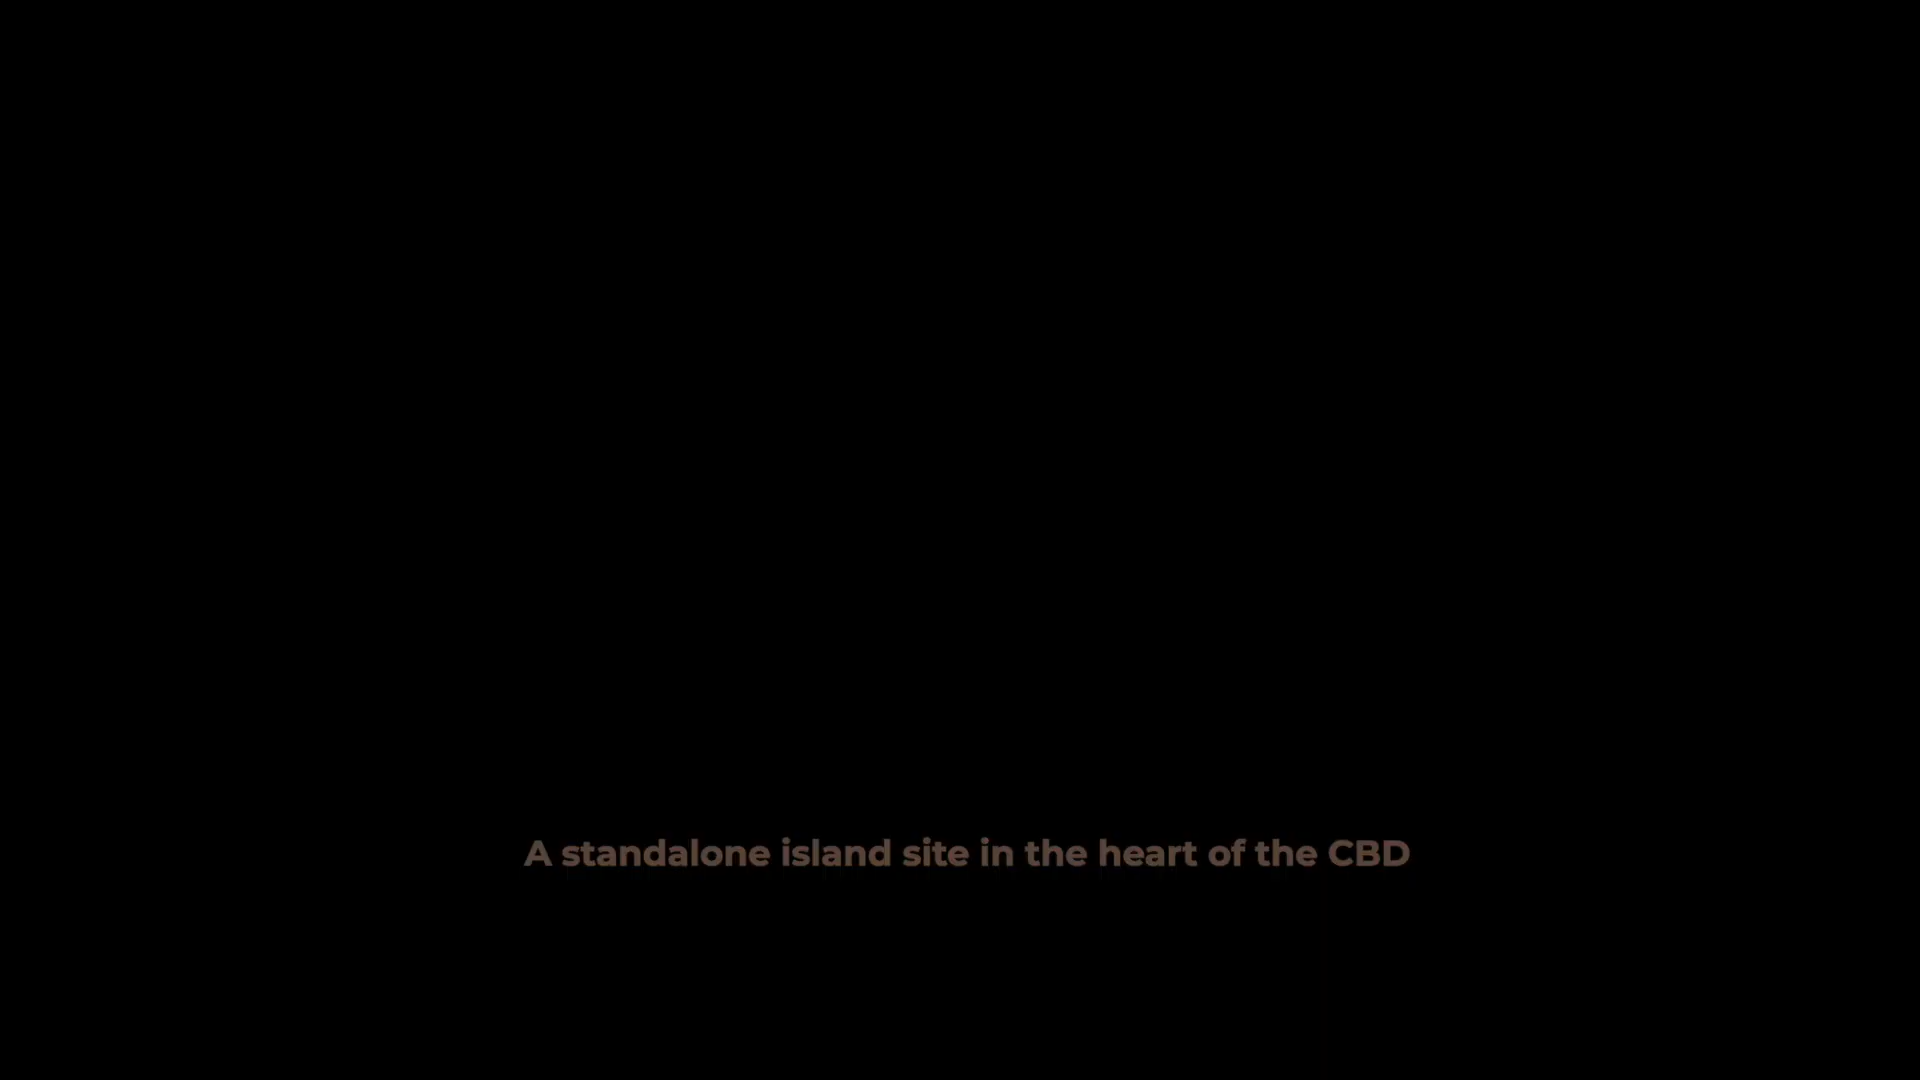 A standalone island site in the heart of the CBD